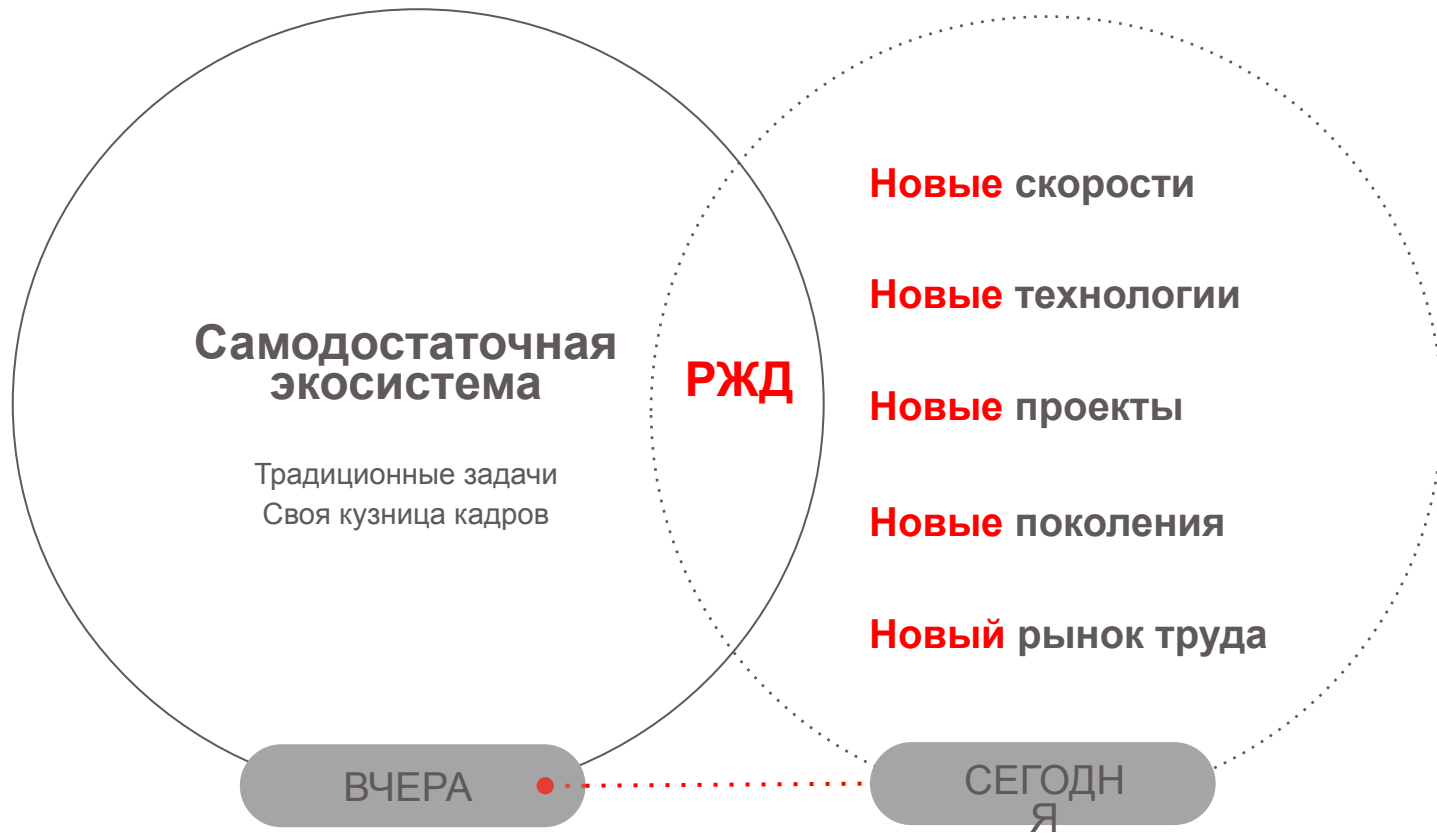 Самодостаточная
экосистема
Традиционные задачи
Своя кузница кадров
РЖД
Новые скорости
Новые технологии
Новые проекты
Новые поколения
Новый рынок труда
ВЧЕРА
СЕГОДН
Я